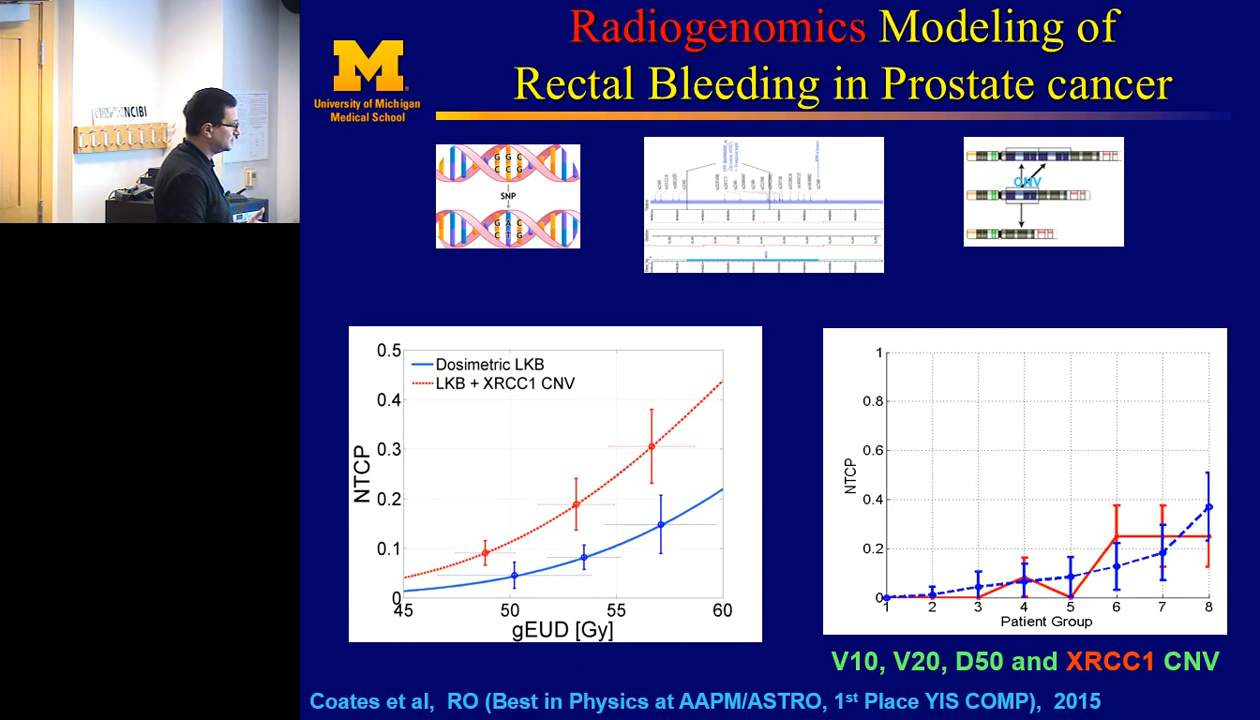 Radiogenomics Modeling of
Rectal Bleeding in Prostate cancer
M
University of Michigan
Medical School
NCIBI
G G C
C C G
SNP
G A C
C T G
CNV
0.5
0.4
0.3
0.2
0.1
0
NTCP
Dosimetric LKB
LKB + XRCC1 CNV
45 50 55 60
gEUD [Gy]
1
0.8
0.6
0.4
0.2
0
NTCP
1 2 3 4 5 6 7 8
Patient Group
V10, V20, D50 and XRCC1 CNV
Coates et al, RO (Best in Physics at AAPM/ASTRO, 1st Place YIS COMP), 2015